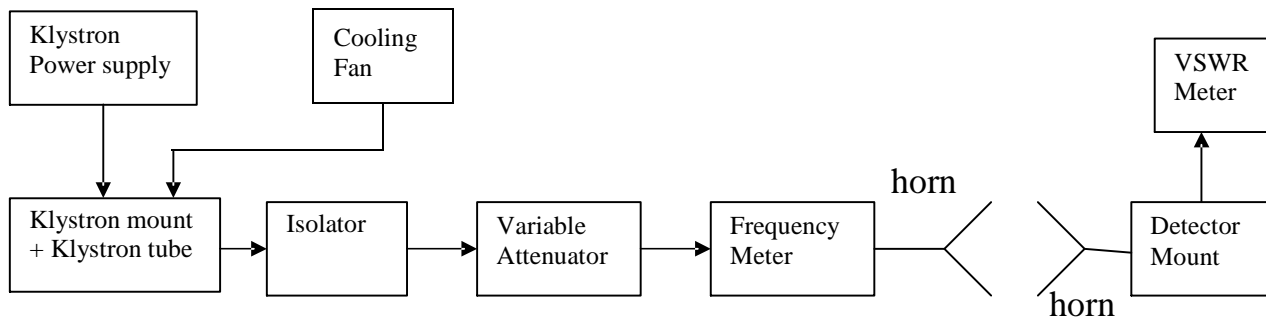 Klystron
Power supply
Cooling
Fan
VSWR
Meter
horn
Klystron mount
+ Klystron tube
Isolator
Variable
Attenuator
Frequency
Meter
Detector
Mount
horn